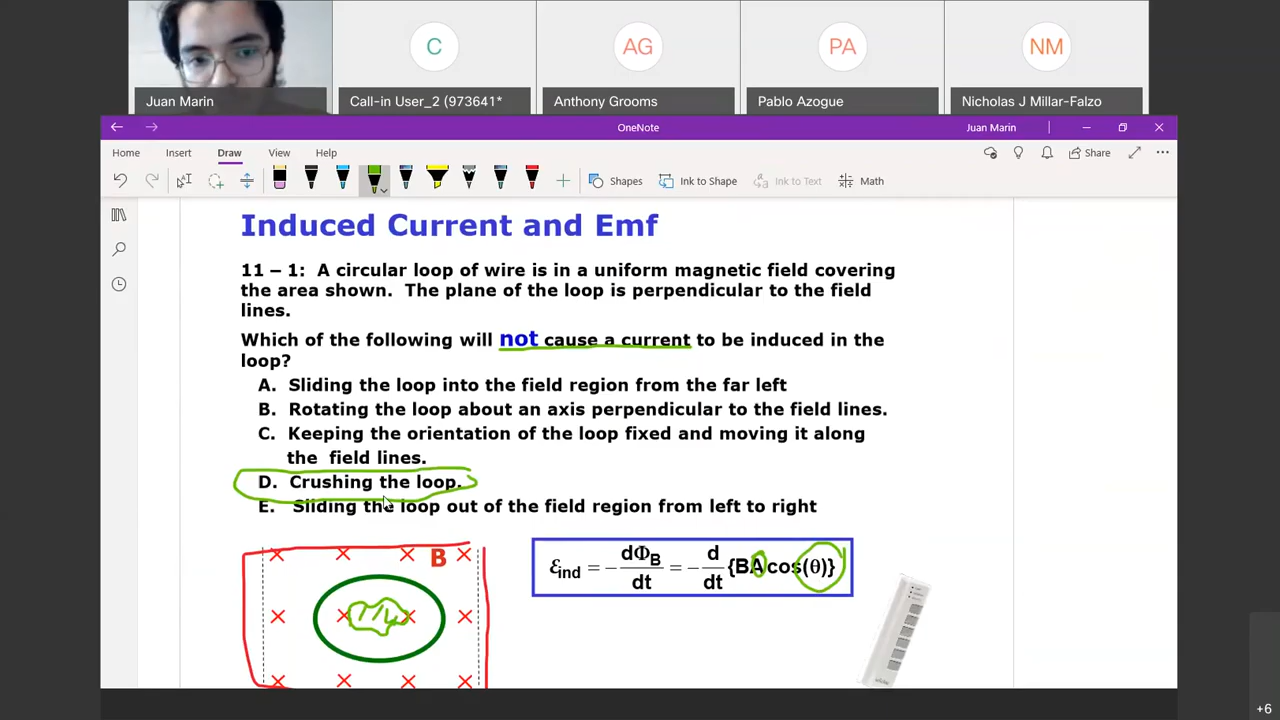 C
AG
PA
NM
Juan Marin
Call-in User_2 (973641*
Anthony Grooms
Pablo Azogue
Nicholas J Millar-Falzo
OneNote
Juan Marin
Home
Insert
Draw
View
Help
Share
Shapes
Ink to Shape
Ink to Text
Math
Induced Current and Emf
11 – 1: A circular loop of wire is in a uniform magnetic field covering
the area shown. The plane of the loop is perpendicular to the field
lines.
Which of the following will not cause a current to be induced in the
loop?
A. Sliding the loop into the field region from the far left
B. Rotating the loop about an axis perpendicular to the field lines.
C. Keeping the orientation of the loop fixed and moving it along
the field lines.
D. Crushing the loop.
E. Sliding the loop out of the field region from left to right
B
ℰind = − dΦB/dt = − d/dt {BAcos(θ)}
+6